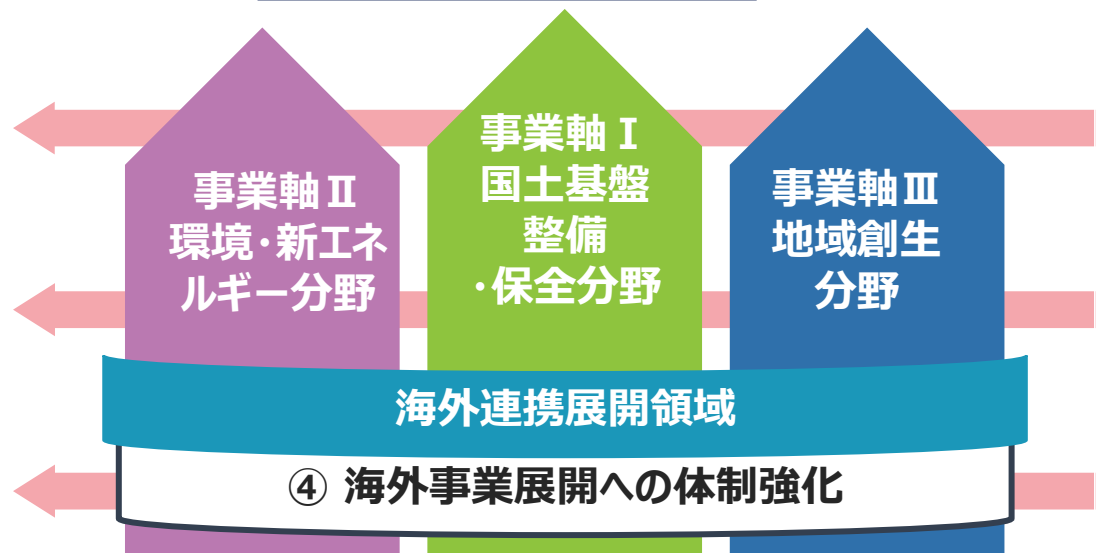 事業軸Ⅱ
環境・新エネ
ルギー分野
事業軸Ⅰ
国土基盤
整備
・保全分野
事業軸Ⅲ
地域創生
分野
海外連携展開領域
④ 海外事業展開への体制強化